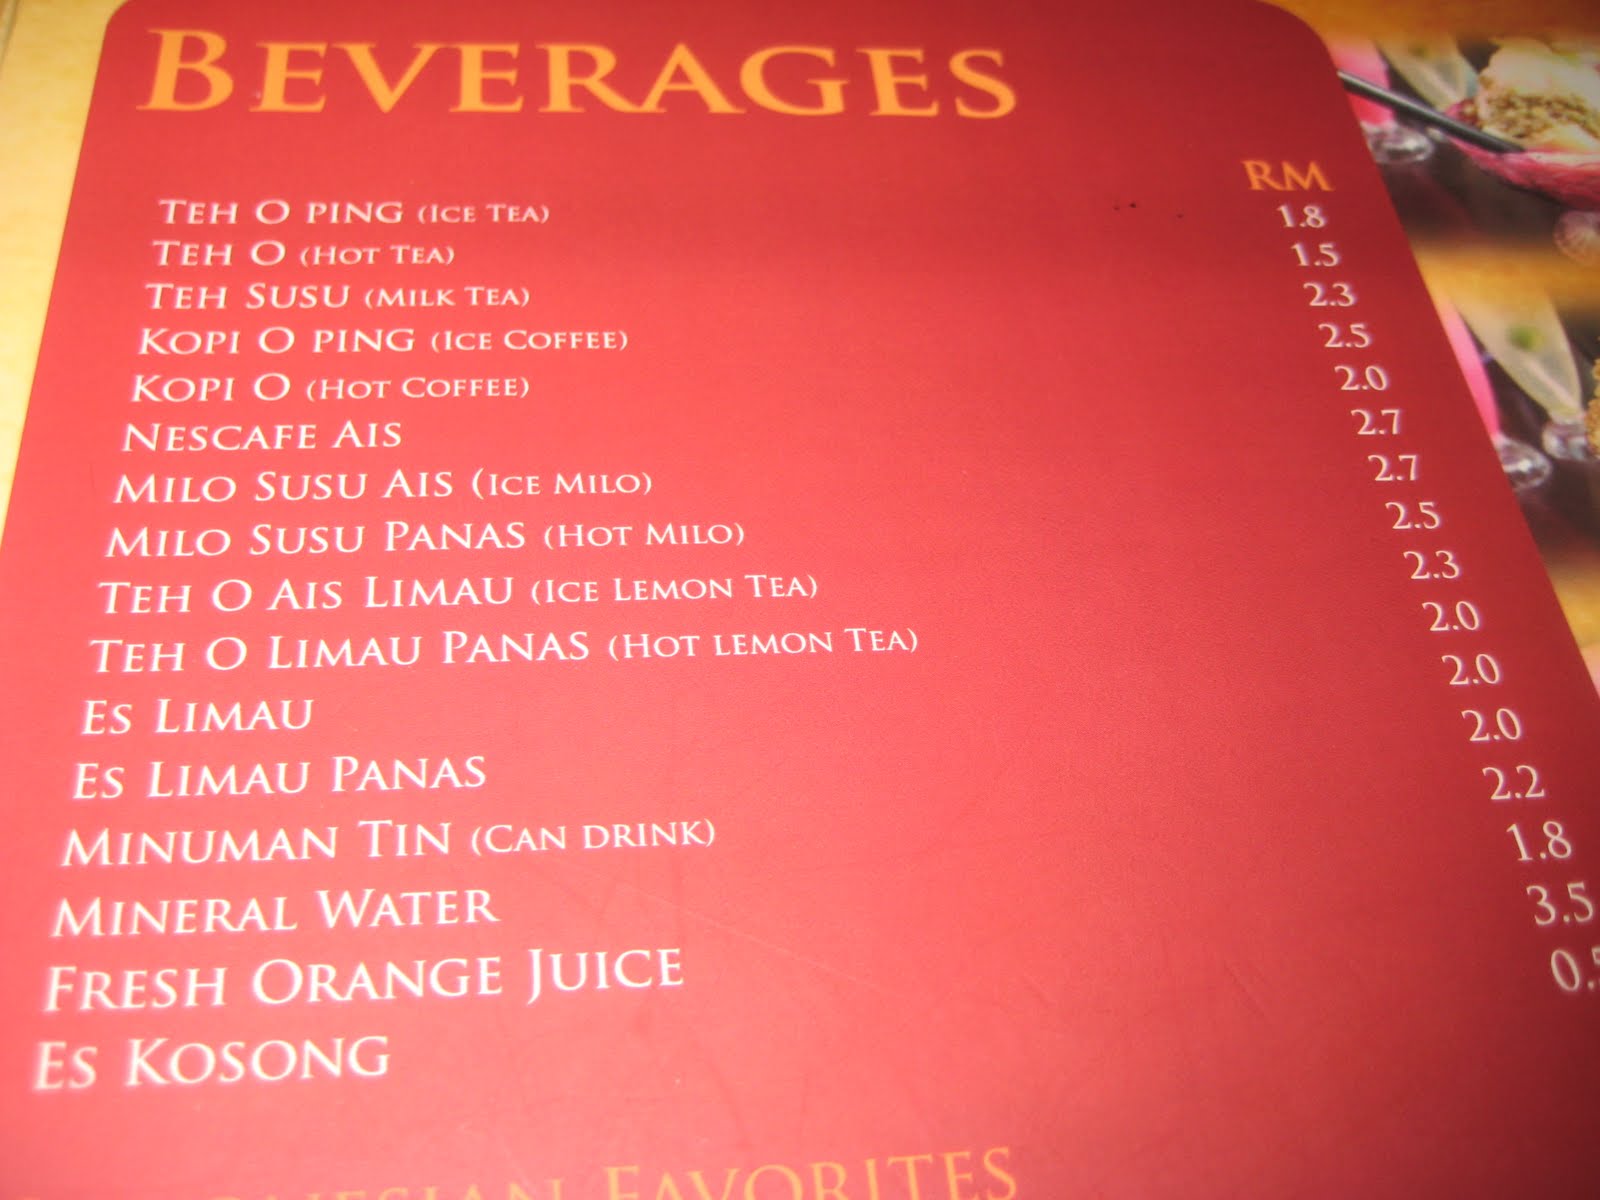 BEVERAGES
RM
TEH O PING (ICE TEA) 1.8
TEH O (HOT TEA) 1.5
TEH SUSU (MILK TEA) 2.3
KOPI O PING (ICE COFFEE) 2.5
KOPI O (HOT COFFEE) 2.0
NESCAFE AIS 2.7
MILO SUSU AIS (ICE MILO) 2.7
MILO SUSU PANAS (HOT MILO) 2.5
TEH O AIS LIMAU (ICE LEMON TEA) 2.3
TEH O LIMAU PANAS (HOT LEMON TEA) 2.0
ES LIMAU 2.0
ES LIMAU PANAS 2.0
MINUMAN TIN (CAN DRINK) 2.2
MINERAL WATER 1.8
FRESH ORANGE JUICE 3.5
ES KOSONG 0.5
FAVORITES